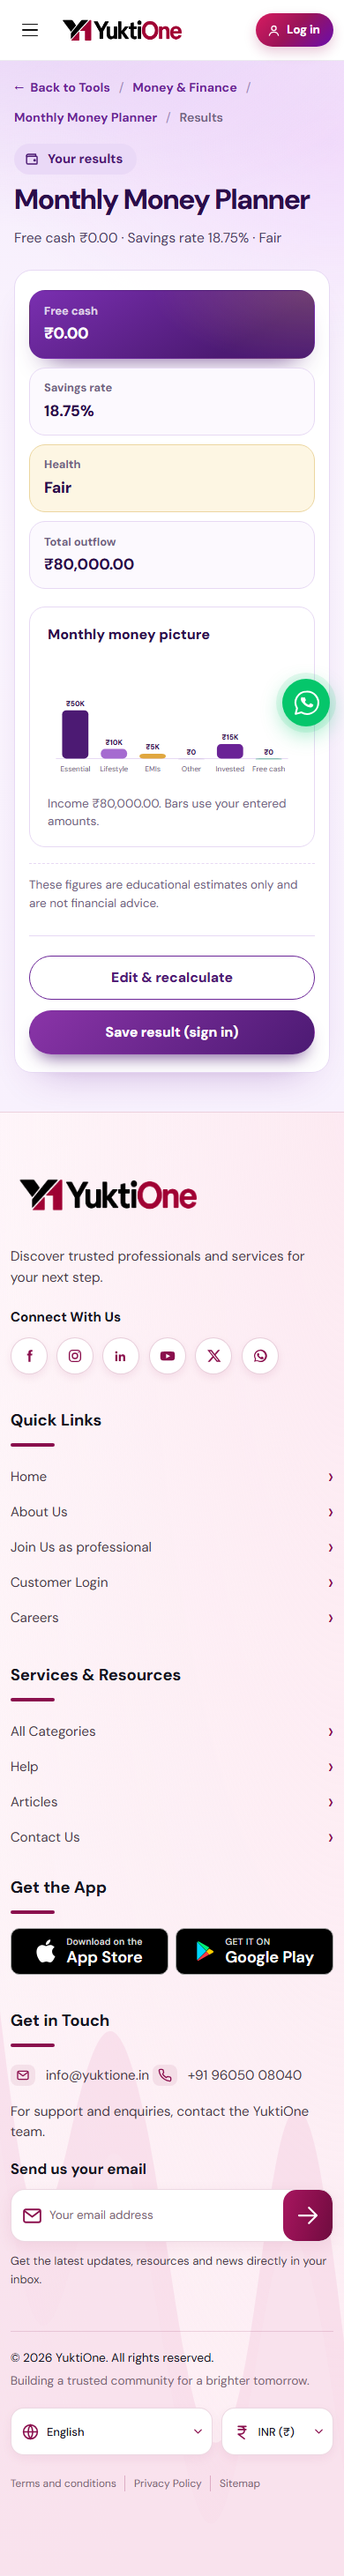 YuktiOne
Log in
← Back to Tools / Money & Finance /
Monthly Money Planner / Results
Your results
Monthly Money Planner
Free cash ₹0.00 · Savings rate 18.75% · Fair
Free cash
₹0.00
Savings rate
18.75%
Health
Fair
Total outflow
₹80,000.00
Monthly money picture
₹50K ₹10K ₹5K ₹0 ₹15K ₹0
Essential Lifestyle EMIs Other Invested Free cash
Income ₹80,000.00. Bars use your entered
amounts.
These figures are educational estimates only and
are not financial advice.
Edit & recalculate
Save result (sign in)
YuktiOne
Discover trusted professionals and services for
your next step.
Connect With Us
Quick Links
Home
About Us
Join Us as professional
Customer Login
Careers
Services & Resources
All Categories
Help
Articles
Contact Us
Get the App
Download on the
App Store
GET IT ON
Google Play
Get in Touch
info@yuktione.in +91 96050 08040
For support and enquiries, contact the YuktiOne
team.
Send us your email
Your email address
Get the latest updates, resources and news directly in your
inbox.
© 2026 YuktiOne. All rights reserved.
Building a trusted community for a brighter tomorrow.
English INR (₹)
Terms and conditions Privacy Policy Sitemap